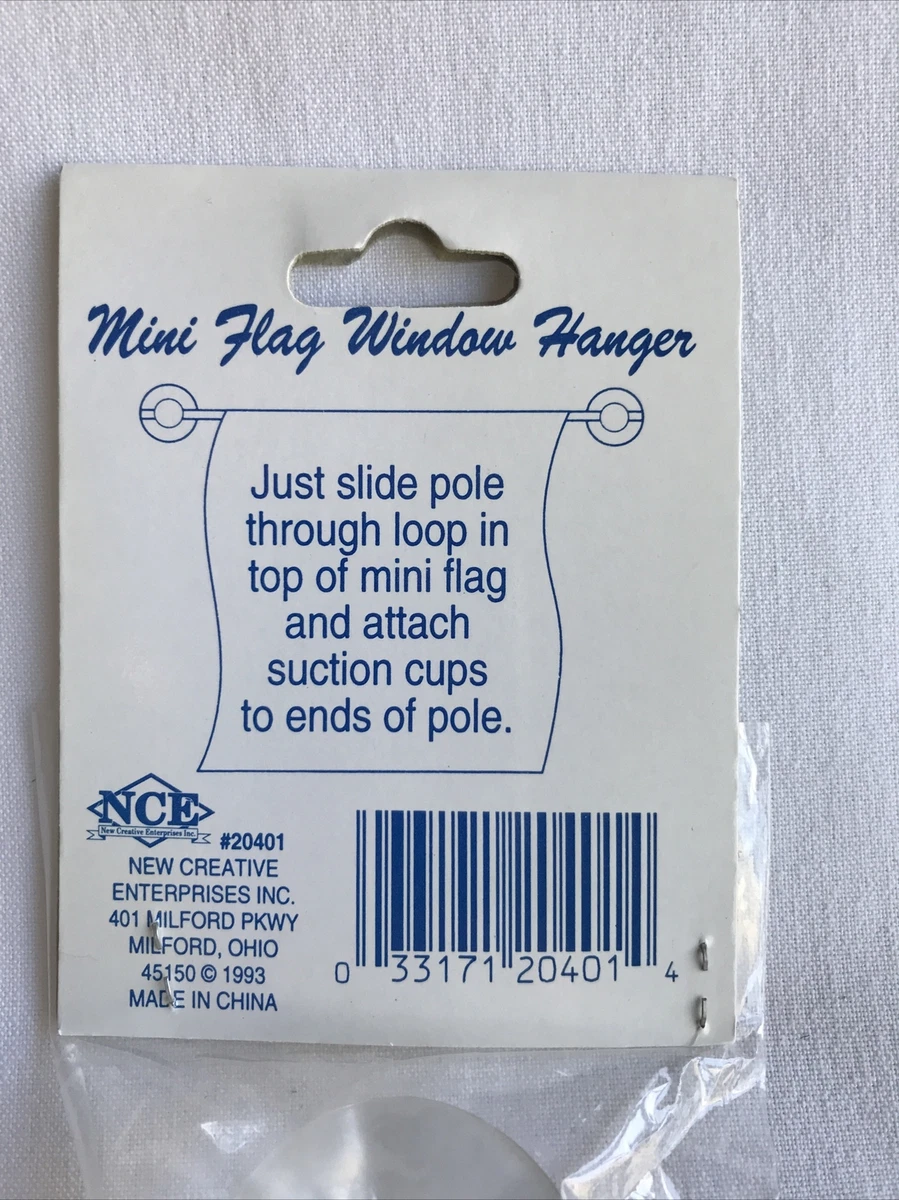 Mini Flag Window Hanger
Just slide pole
through loop in
top of mini flag
and attach
suction cups
to ends of pole.
NCE
New Creative Enterprises Inc.
#20401
NEW CREATIVE
ENTERPRISES INC.
401 MILFORD PKWY
MILFORD, OHIO
45150 © 1993
MADE IN CHINA
0 33171 20401 4